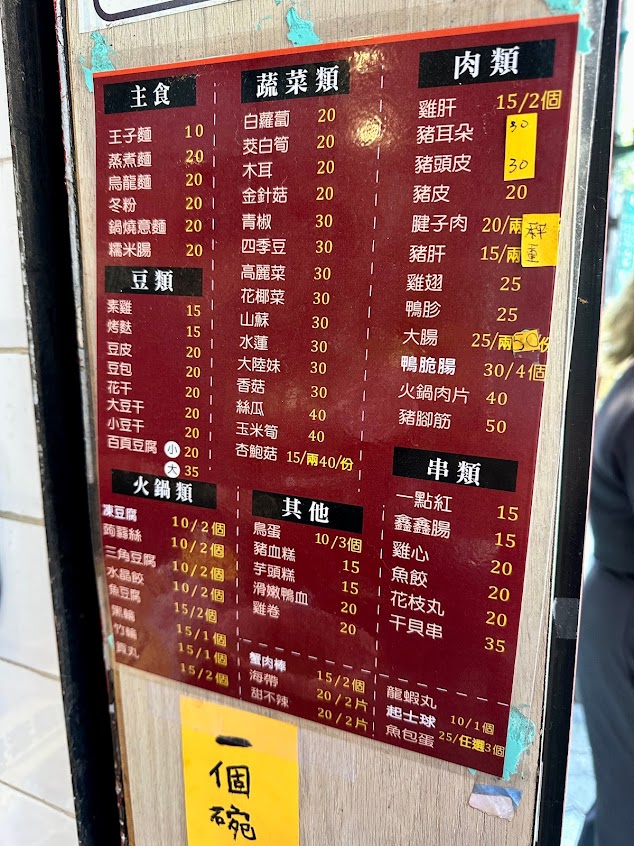 主食
王子麵 10
蒸煮麵 20
烏龍麵 20
冬粉 20
鍋燒意麵 20
糯米腸 20
豆類
素雞 15
烤麩 15
豆皮 20
豆包 20
花干 20
大豆干 20
小豆干 20
百頁豆腐 小 20
大 35
火鍋類
凍豆腐 10/2個
蒟蒻絲 10/2個
三角豆腐 10/2個
水晶餃 10/2個
魚豆腐 15/2個
黑輪 15/1個
竹輪 15/1個
貢丸 15/2個
蔬菜類
白蘿蔔 20
茭白筍 20
木耳 20
金針菇 20
青椒 30
四季豆 30
高麗菜 30
花椰菜 30
山蘇 30
水蓮 30
大陸妹 30
香菇 30
絲瓜 40
玉米筍 40
杏鮑菇 15/兩40/份
其他
鳥蛋 10/3個
豬血糕 15
芋頭糕 15
滑嫩鴨血 20
雞卷 20
蟹肉棒 15/2個
海帶 20/2片
甜不辣 20/2片
肉類
雞肝 15/2個
豬耳朵 30
豬頭皮 30
豬皮 20
腱子肉 20/兩
豬肝 15/兩
秤重
雞翅 25
鴨胗 25
大腸 25/兩50/份
鴨脆腸 30/4個
火鍋肉片 40
豬腳筋 50
串類
一點紅 15
鑫鑫腸 15
雞心 20
魚餃 20
花枝丸 20
干貝串 35
龍蝦丸
起士球 10/1個
魚包蛋 25/任選3個
一個碗